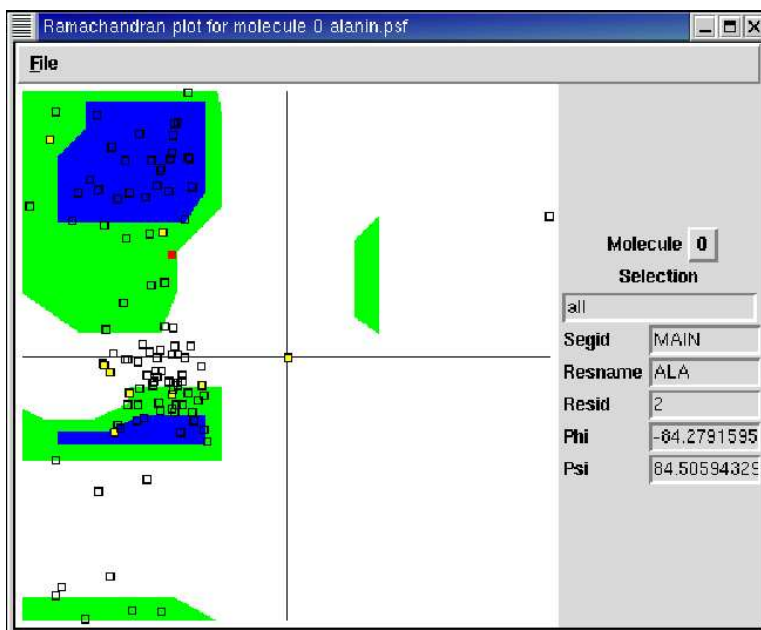 Ramachandran plot for molecule 0 alanin.psf
File
Molecule 0
Selection
all
Segid MAIN
Resname ALA
Resid 2
Phi -84.2791595
Psi 84.50594329